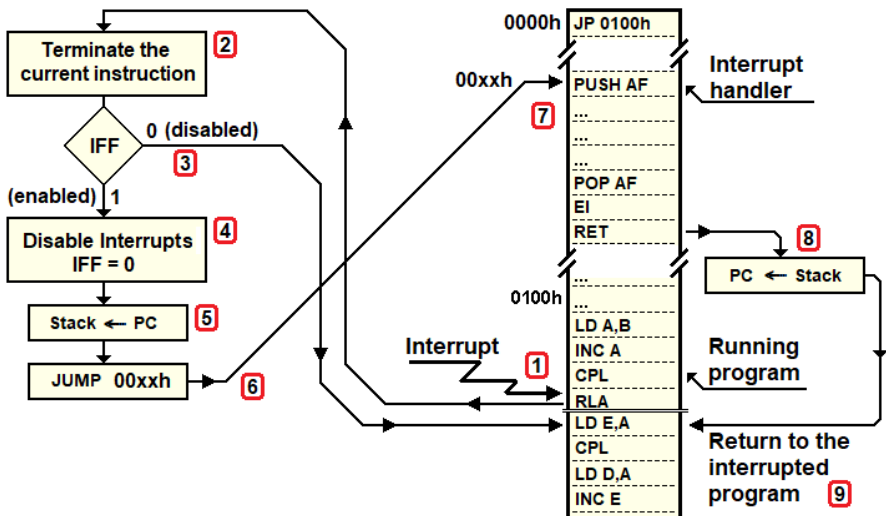 Terminate the
current instruction
2
IFF
0 (disabled)
3
(enabled) 1
Disable Interrupts
IFF = 0
4
Stack ← PC
5
JUMP 00xxh
6
0000h
JP 0100h
00xxh
PUSH AF
7
...
...
...
POP AF
EI
RET
Interrupt
handler
8
PC ← Stack
...
0100h
...
LD A,B
INC A
CPL
RLA
Interrupt
1
Running
program
LD E,A
CPL
LD D,A
INC E
Return to the
interrupted
program
9